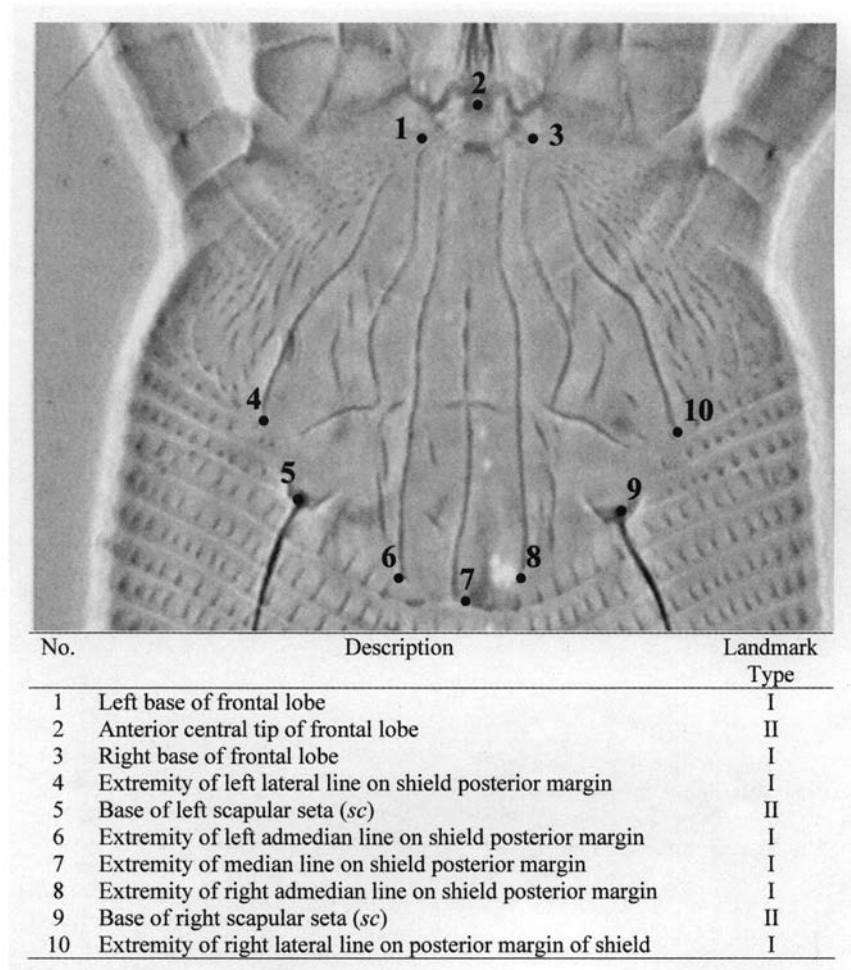 2
1
3
4
10
5
9
6
8
7
No. Description Landmark
Type
1 Left base of frontal lobe I
2 Anterior central tip of frontal lobe II
3 Right base of frontal lobe I
4 Extremity of left lateral line on shield posterior margin I
5 Base of left scapular seta (sc) II
6 Extremity of left admedian line on shield posterior margin I
7 Extremity of median line on shield posterior margin I
8 Extremity of right admedian line on shield posterior margin I
9 Base of right scapular seta (sc) II
10 Extremity of right lateral line on posterior margin of shield I